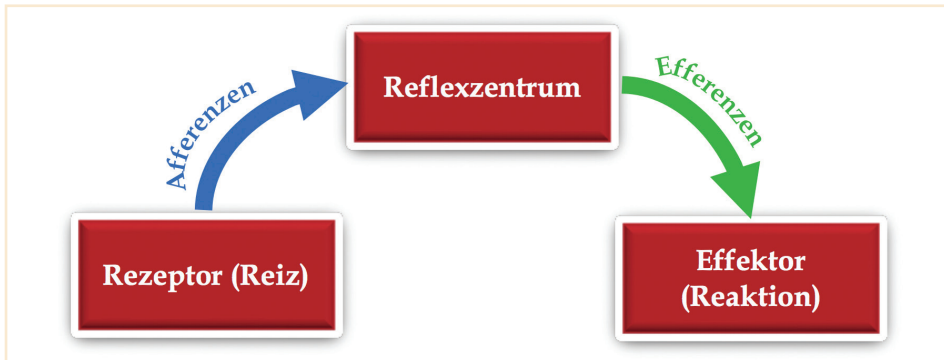 Reflexzentrum
Afferenzen
Efferenzen
Rezeptor (Reiz)
Effektor
(Reaktion)